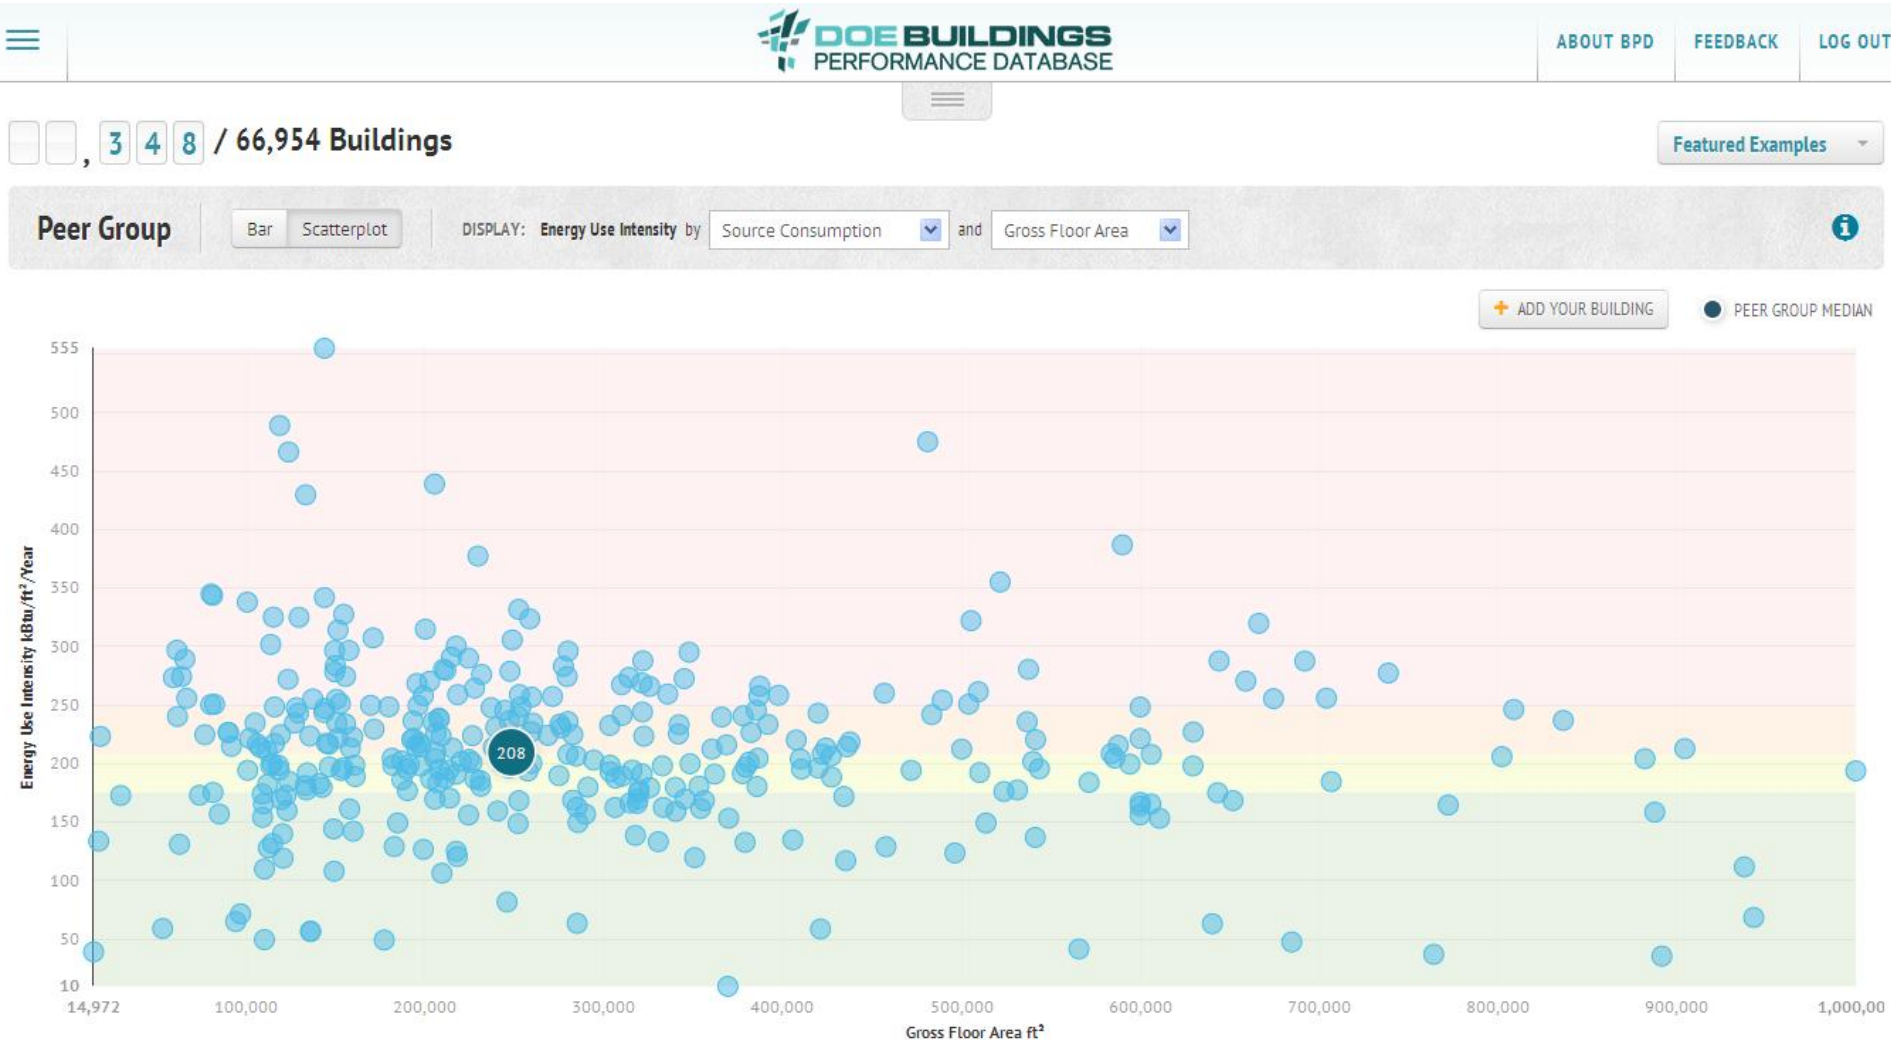 DOE BUILDINGS
PERFORMANCE DATABASE
ABOUT BPD FEEDBACK LOG OUT
, 3 4 8 / 66,954 Buildings
Featured Examples
Peer Group Bar Scatterplot DISPLAY: Energy Use Intensity by Source Consumption and Gross Floor Area i
+ ADD YOUR BUILDING PEER GROUP MEDIAN
555
500
450
400
350
300
250
200
150
100
50
10
Energy Use Intensity kBtu/ft²/Year
208
14,972 100,000 200,000 300,000 400,000 500,000 600,000 700,000 800,000 900,000 1,000,00
Gross Floor Area ft²